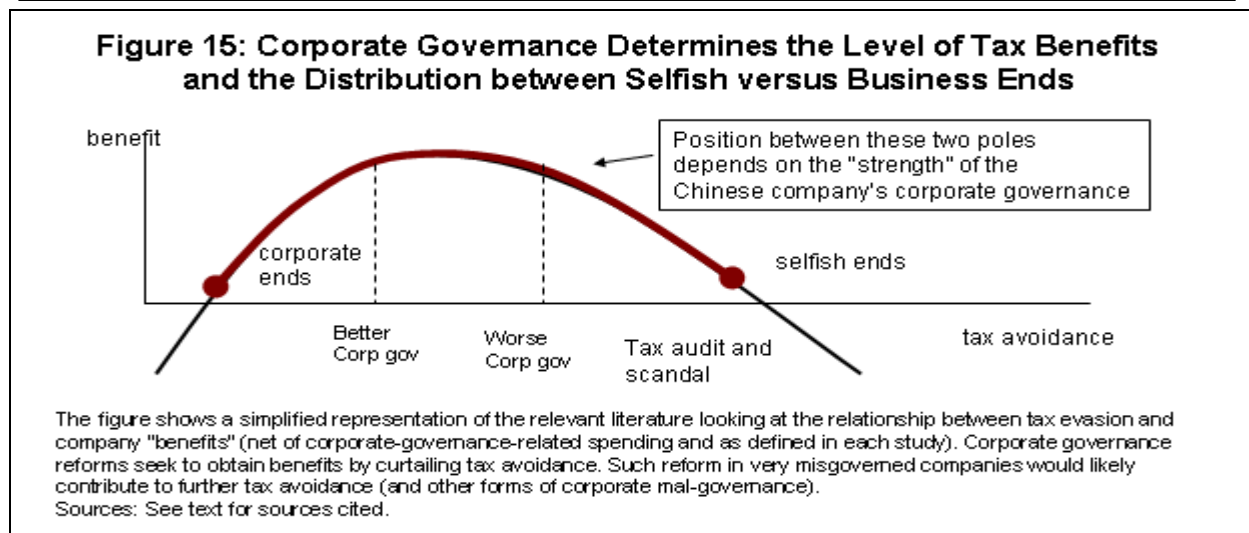 Figure 15: Corporate Governance Determines the Level of Tax Benefits
and the Distribution between Selfish versus Business Ends
benefit
Position between these two poles
depends on the "strength" of the
Chinese company's corporate governance
corporate
ends
selfish ends
Better
Corp gov
Worse
Corp gov
Tax audit and
scandal
tax avoidance
The figure shows a simplified representation of the relevant literature looking at the relationship between tax evasion and
company "benefits" (net of corporate-governance-related spending and as defined in each study). Corporate governance
reforms seek to obtain benefits by curtailing tax avoidance. Such reform in very misgoverned companies would likely
contribute to further tax avoidance (and other forms of corporate mal-governance).
Sources: See text for sources cited.